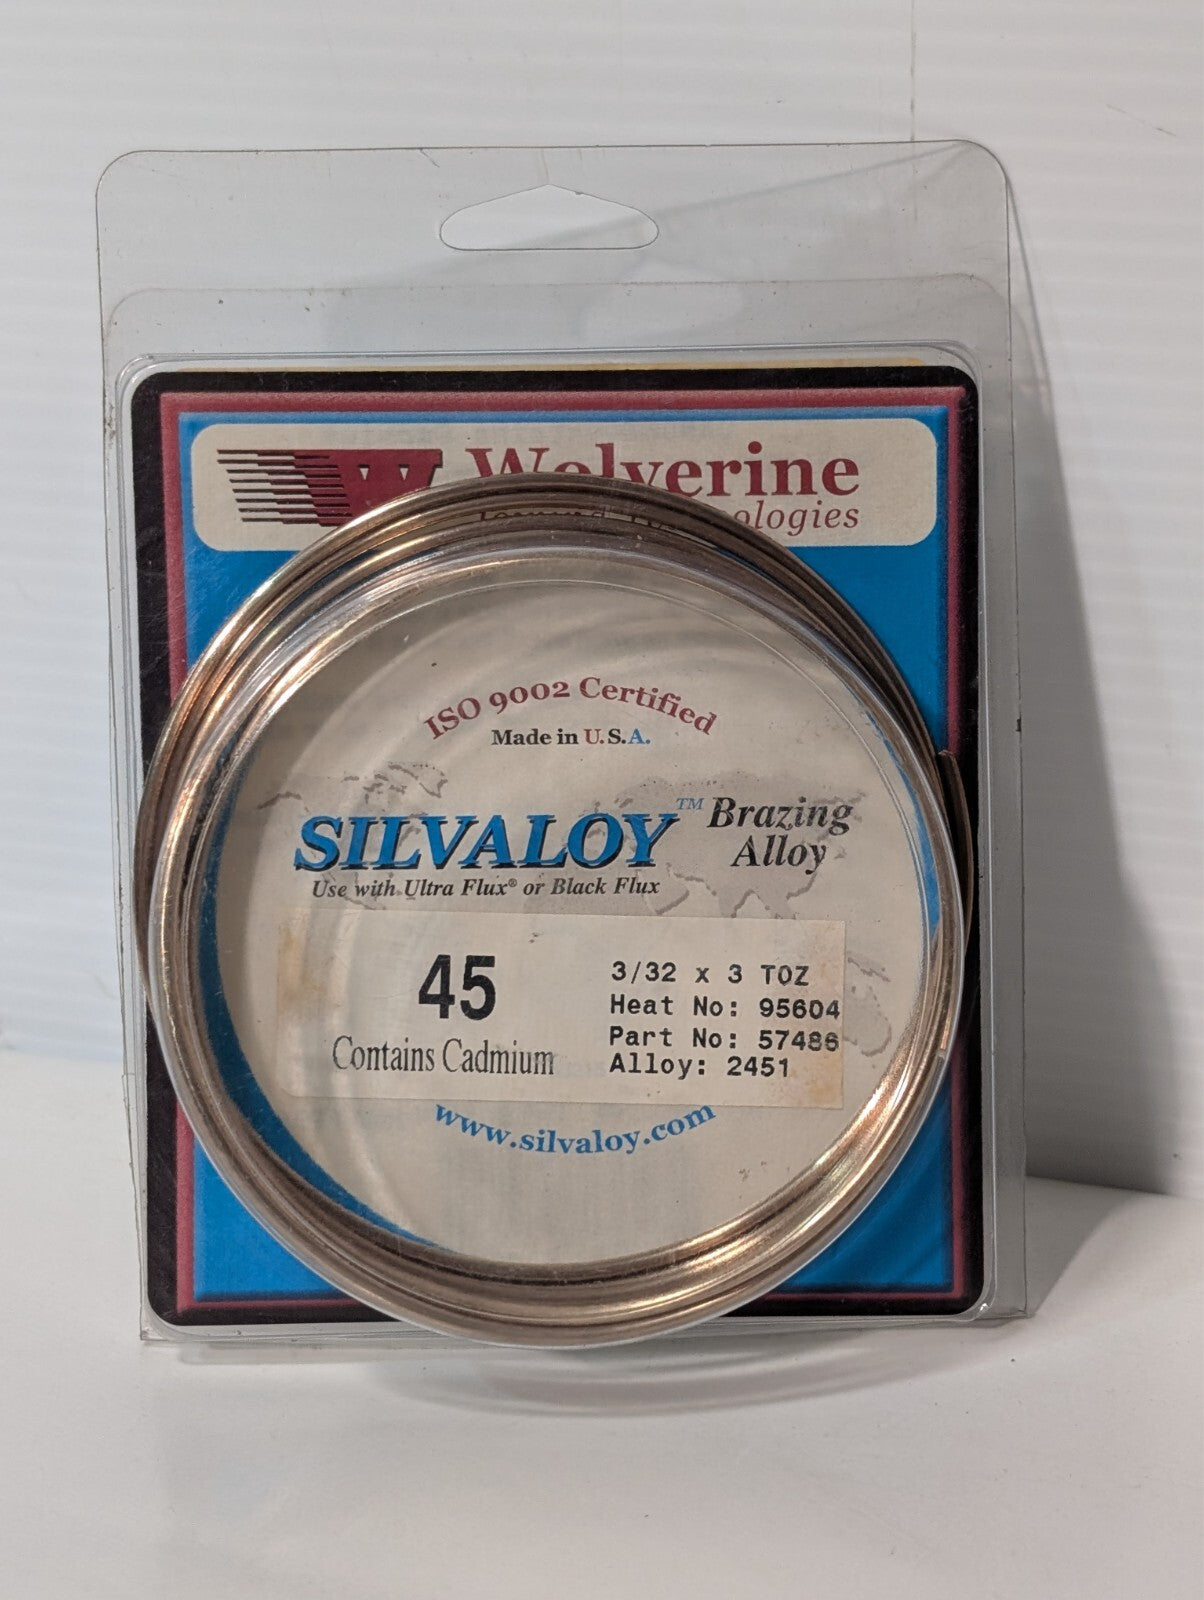 W
Wolverine
ISO 9002 Certified
Made in U.S.A.
SILVALOY™ Brazing Alloy
Use with Ultra Flux® or Black Flux
45
Contains Cadmium
3/32 x 3 TOZ
Heat No: 95604
Part No: 57486
Alloy: 2451
www.silvaloy.com